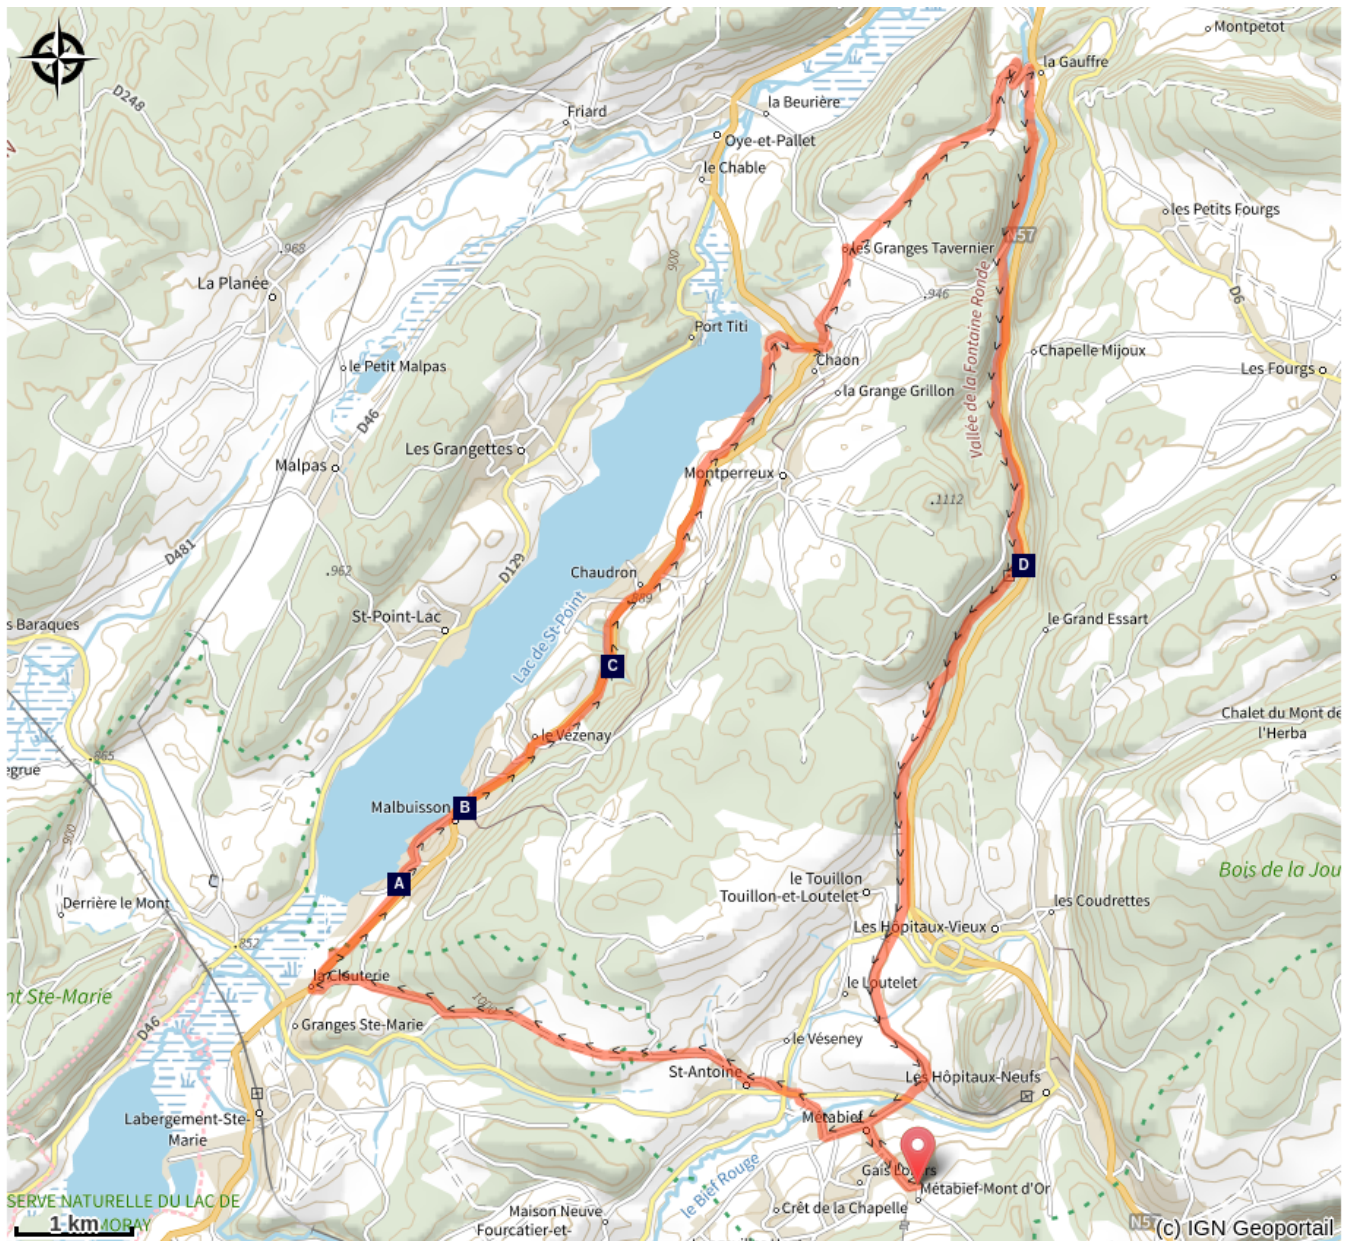 Montpetot
la Gauffre
D248
Friard
la Beurière
Oye-et-Pallet
le Chable
les Petits Fourgs
968
N57
les Granges Tavernier
900
La Planée
946
D6
Vallée de la Fontaine Ronde
Port Titi
Chapelle Mijoux
Chaon
le Petit Malpas
Les Fourgs
la Grange Grillon
D46
Les Grangettes
Malpas
Montperreux
1112
D481
D129
962
Chaudron
889
D
St-Point-Lac
s Baraques
le Grand Essart
Lac de St-Point
C
Chalet du Mont de
l'Herba
le Vézenay
865
egrue
Malbuisson
B
900
Bois de la Jou
le Touillon
Touillon-et-Loutelet
A
Derrière le Mont
les Coudrettes
Les Hôpitaux-Vieux
852
la Clouterie
le Loutelet
nt Ste-Marie
D46
Granges Ste-Marie
le Véseney
St-Antoine
Les Hôpitaux-Neufs
Labergement-Ste-
Marie
Métabief
le Bief Rouge
Métabief-Mont d'Or
SERVE NATURELLE DU LAC DE
MORAY
1 km
Maison Neuve
Fourcatier-et-
Crêt de la Chapelle
N57
(c) IGN Geoportail